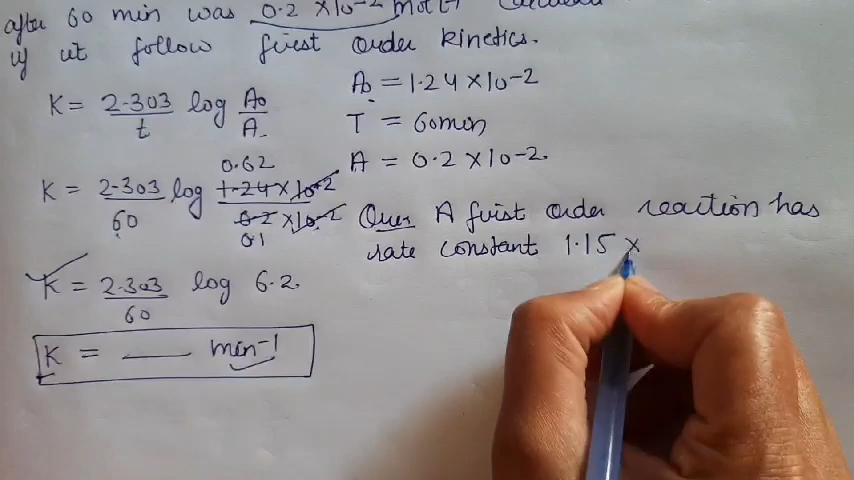 after 60 min was 0.2 × 10-2 mol
if it follow first Order kinetics.
K = 2.303/t log A0/A
A0 = 1.24 × 10-2
T = 60min
A = 0.2 × 10-2.
0.62
K = 2.303/60 log 1.24 × 10-2/0.2 × 10-2
0.1
K = 2.303/60 log 6.2.
K = — min-1
Ques A first order reaction has
rate constant 1.15 ×